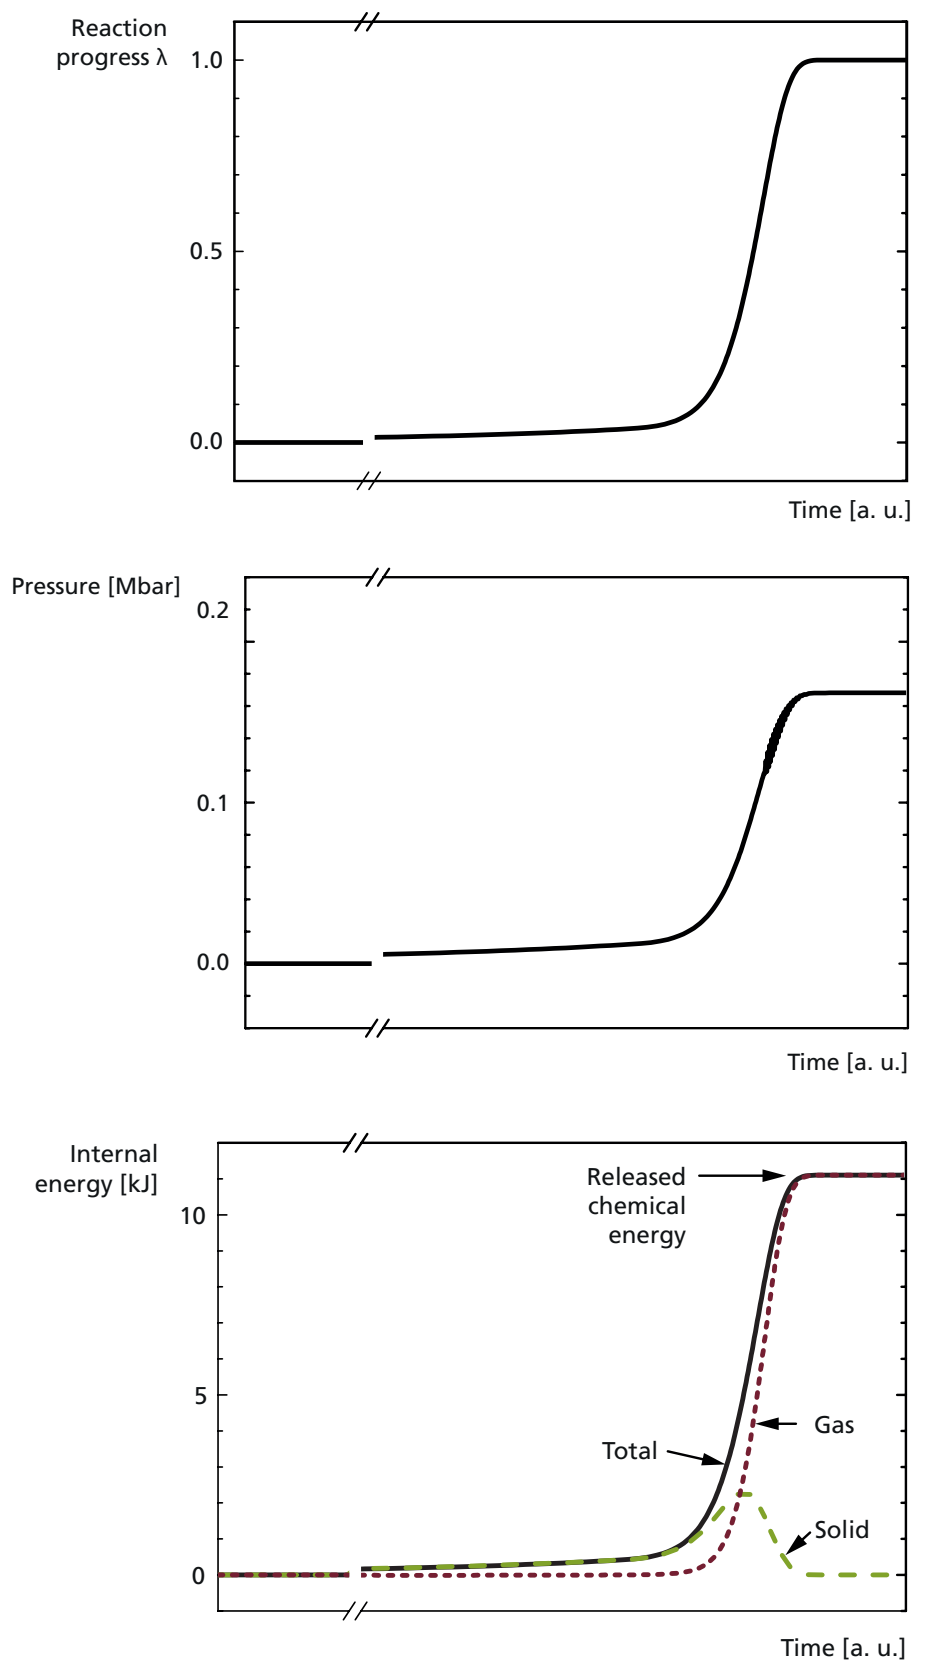 Reaction
progress λ
1.0
0.5
0.0
Time [a. u.]
Pressure [Mbar]
0.2
0.1
0.0
Time [a. u.]
Internal
energy [kJ]
Released
chemical
energy
10
5
Gas
Total
Solid
0
Time [a. u.]